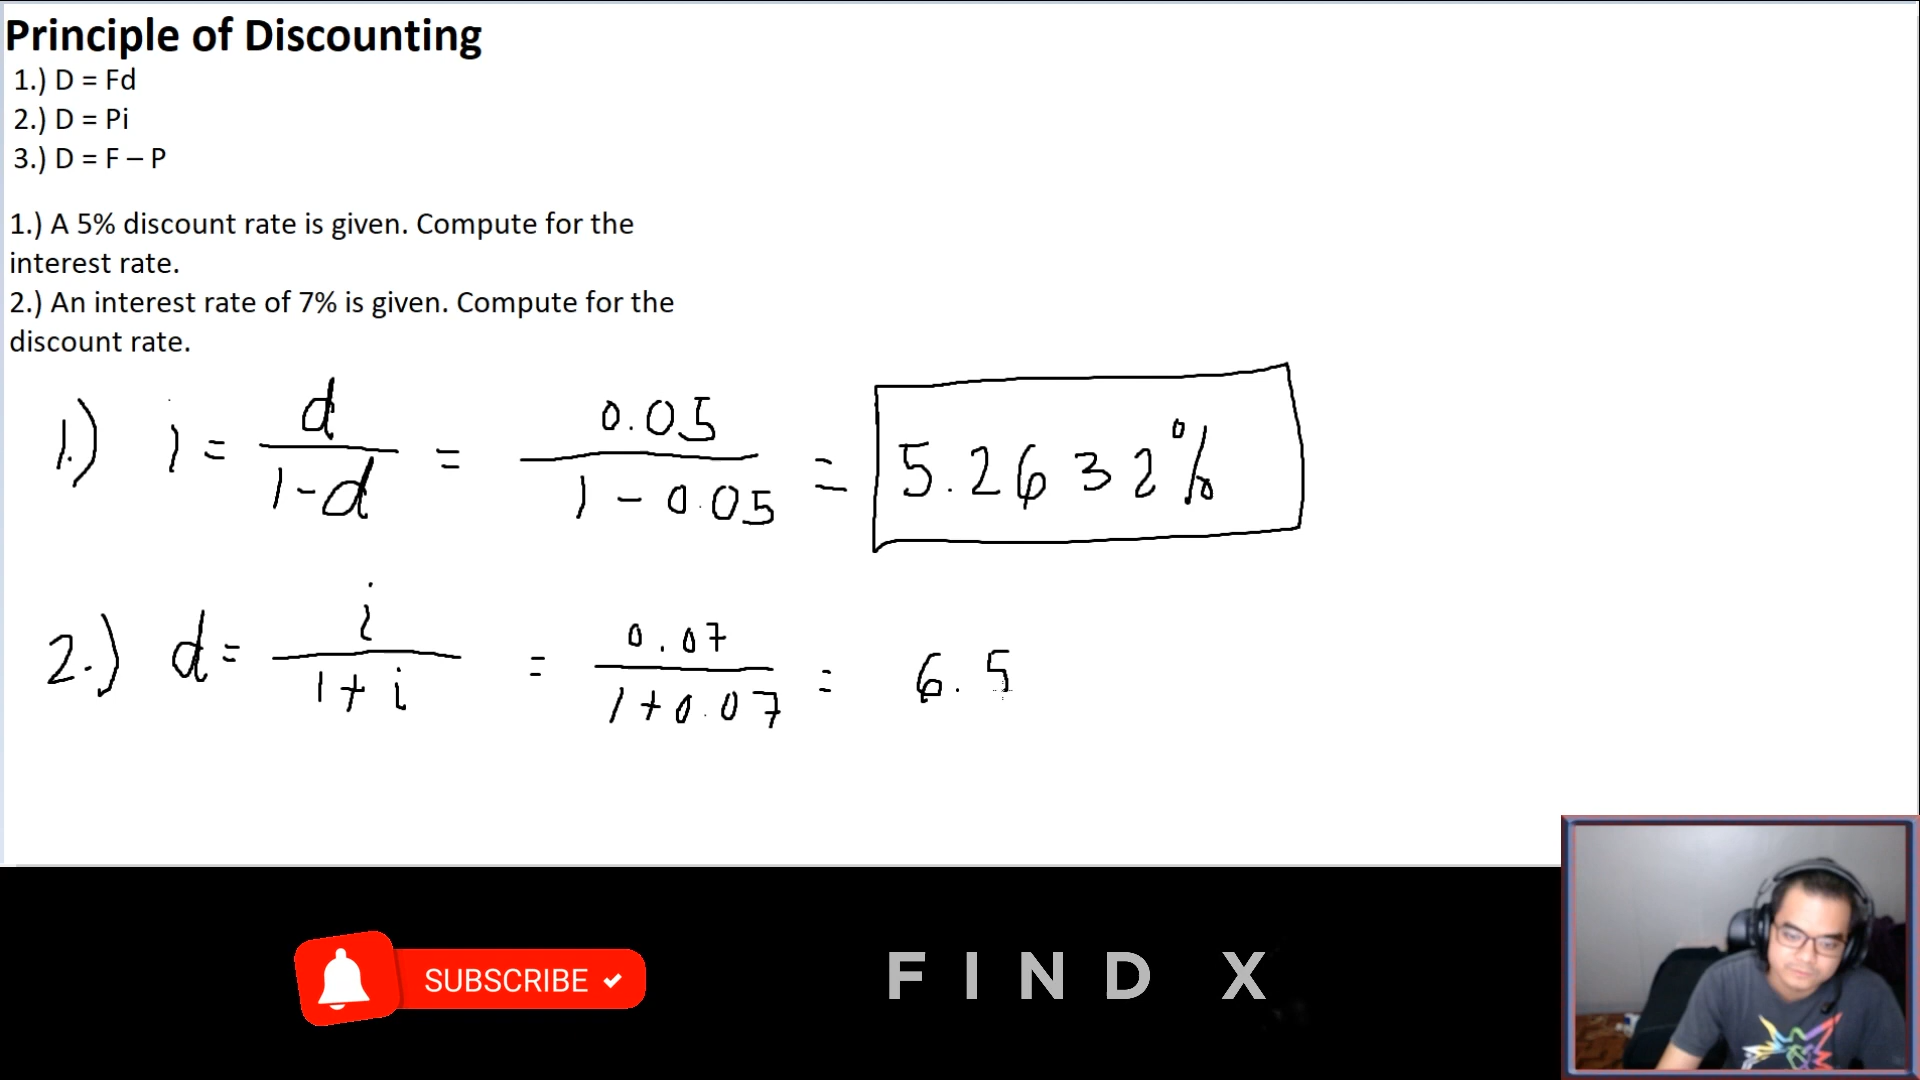 Principle of Discounting
1.) D = Fd
2.) D = Pi
3.) D = F – P
1.) A 5% discount rate is given. Compute for the
interest rate.
2.) An interest rate of 7% is given. Compute for the
discount rate.
1.) i = d / 1-d = 0.05 / 1 - 0.05 = 5.2632%
2.) d = i / 1+i = 0.07 / 1+0.07 = 6.5
SUBSCRIBE
FIND X